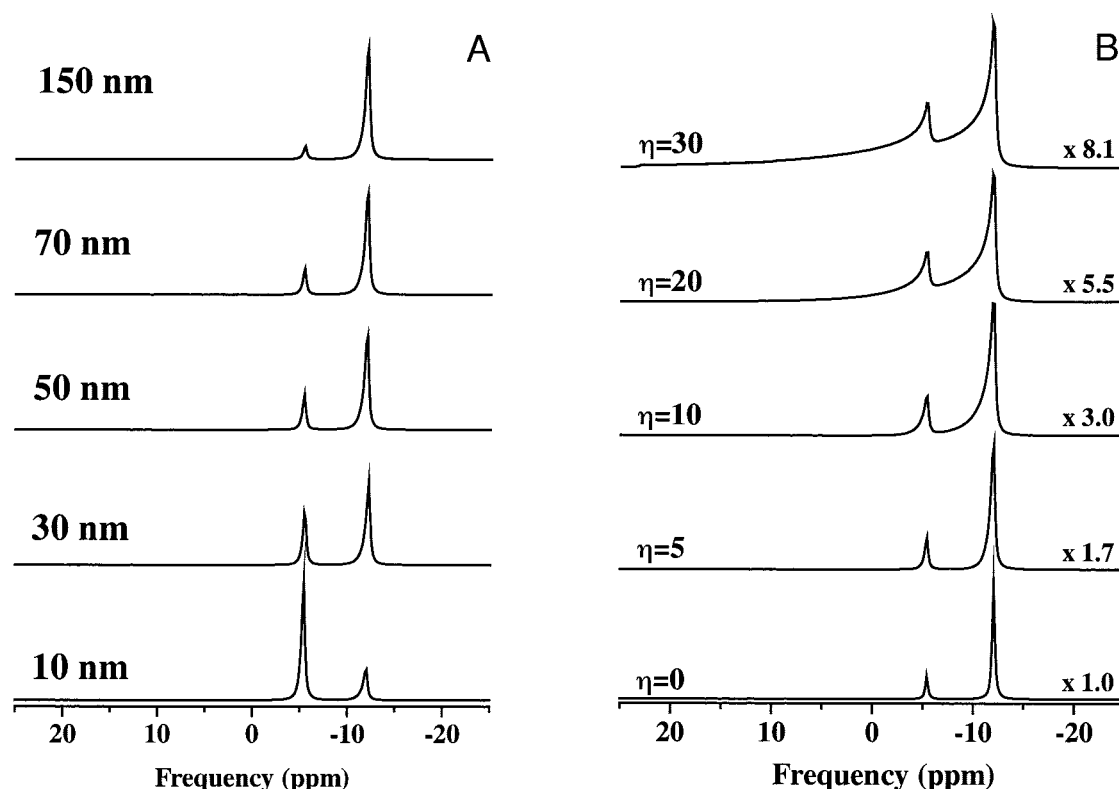 A
150 nm
70 nm
50 nm
30 nm
10 nm
20 10 0 -10 -20
Frequency (ppm)
B
η=30 x 8.1
η=20 x 5.5
η=10 x 3.0
η=5 x 1.7
η=0 x 1.0
20 10 0 -10 -20
Frequency (ppm)